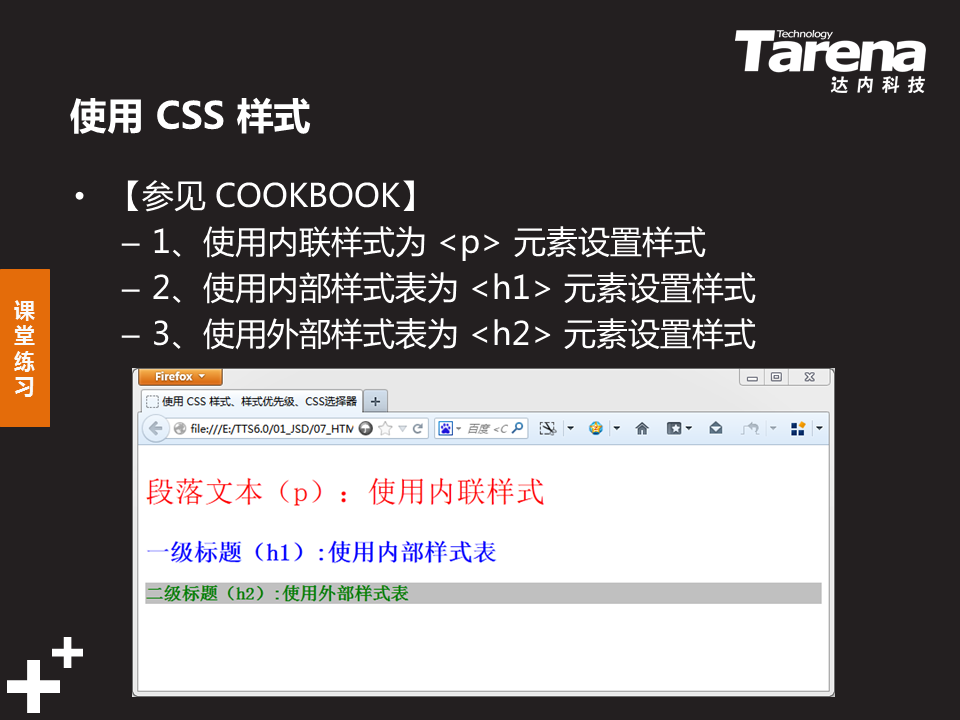 Technology
Tarena
达内科技
使用 CSS 样式
• 【参见 COOKBOOK】
– 1、使用内联样式为 <p> 元素设置样式
– 2、使用内部样式表为 <h1> 元素设置样式
– 3、使用外部样式表为 <h2> 元素设置样式
课堂练习
Firefox
使用 CSS 样式、样式优先级、CSS选择器
file:///E:/TTS6.0/01_JSD/07_HTM
百度 <C
段落文本（p）：使用内联样式
一级标题（h1）:使用内部样式表
二级标题（h2）:使用外部样式表